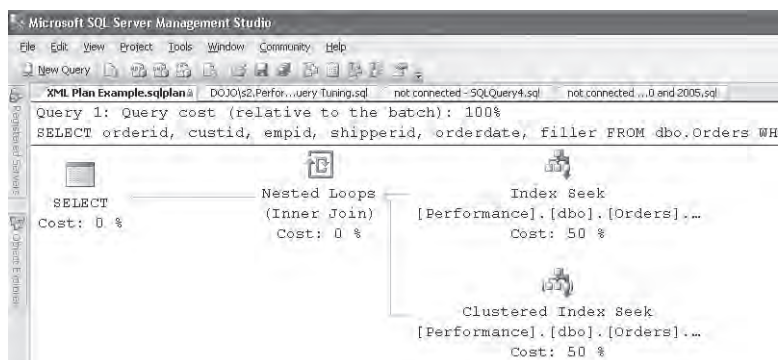 Microsoft SQL Server Management Studio
File Edit View Project Tools Window Community Help
New Query
XML Plan Example.sqlplan DOJO\s2.Perfor...uery Tuning.sql not connected - SQLQuery4.sql not connected ...0 and 2005.sql
Registered Servers
Object Explorer
Query 1: Query cost (relative to the batch): 100%
SELECT orderid, custid, empid, shipperid, orderdate, filler FROM dbo.Orders WH
SELECT
Cost: 0 %
Nested Loops
(Inner Join)
Cost: 0 %
Index Seek
[Performance].[dbo].[Orders]....
Cost: 50 %
Clustered Index Seek
[Performance].[dbo].[Orders]....
Cost: 50 %